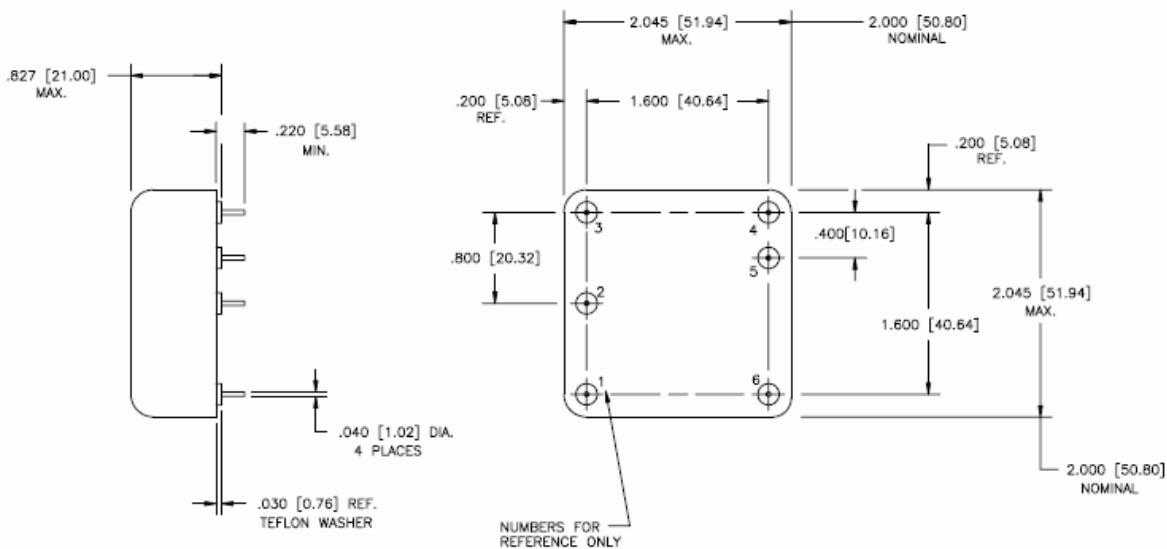 2.045 [51.94]
MAX.
2.000 [50.80]
NOMINAL
.827 [21.00]
MAX.
.200 [5.08]
REF.
1.600 [40.64]
.220 [5.58]
MIN.
.200 [5.08]
REF.
3
4
.400[10.16]
.800 [20.32]
5
2
2.045 [51.94]
MAX.
1.600 [40.64]
1
6
.040 [1.02] DIA.
4 PLACES
2.000 [50.80]
NOMINAL
.030 [0.76] REF.
TEFLON WASHER
NUMBERS FOR
REFERENCE ONLY